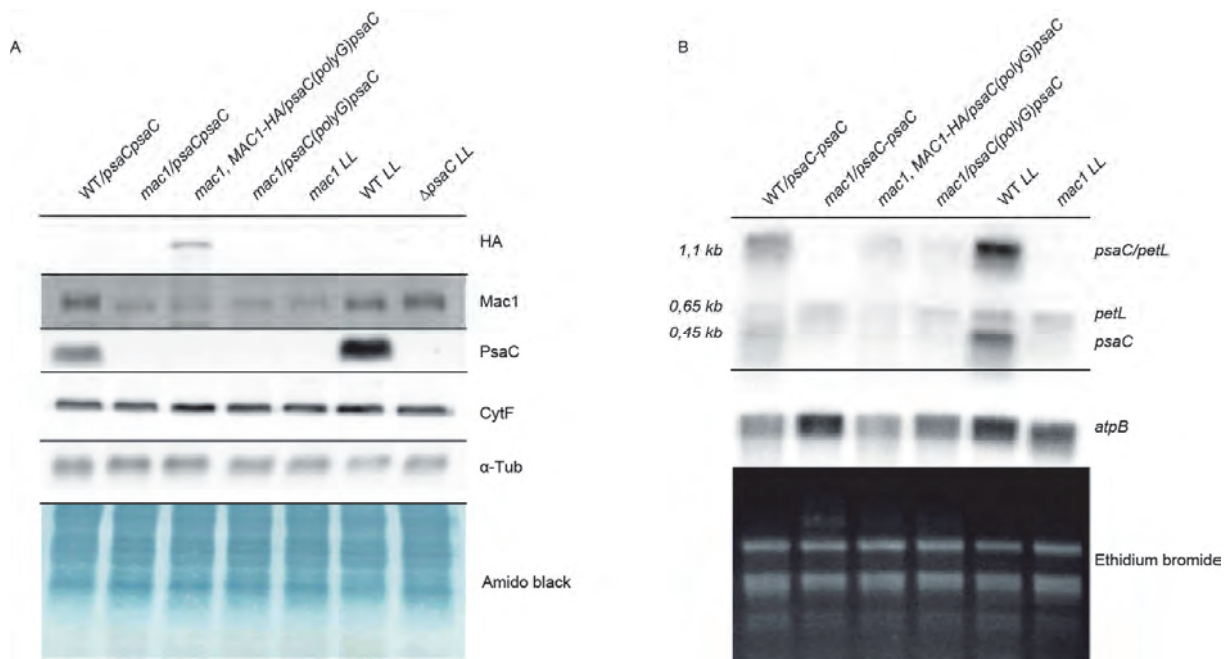 A
WT/psaCpsaC
mac1/psaCpsaC
mac1, MAC1-HA/psaC(polyG)psaC
mac1/psaC(polyG)psaC
mac1 LL
WT LL
ΔpsaC LL
HA
Mac1
PsaC
CytF
α-Tub
Amido black
B
WT/psaC-psaC
mac1/psaC-psaC
mac1, MAC1-HA/psaC(polyG)psaC
mac1/psaC(polyG)psaC
WT LL
mac1 LL
1,1 kb
psaC/petL
0,65 kb
petL
0,45 kb
psaC
atpB
Ethidium bromide